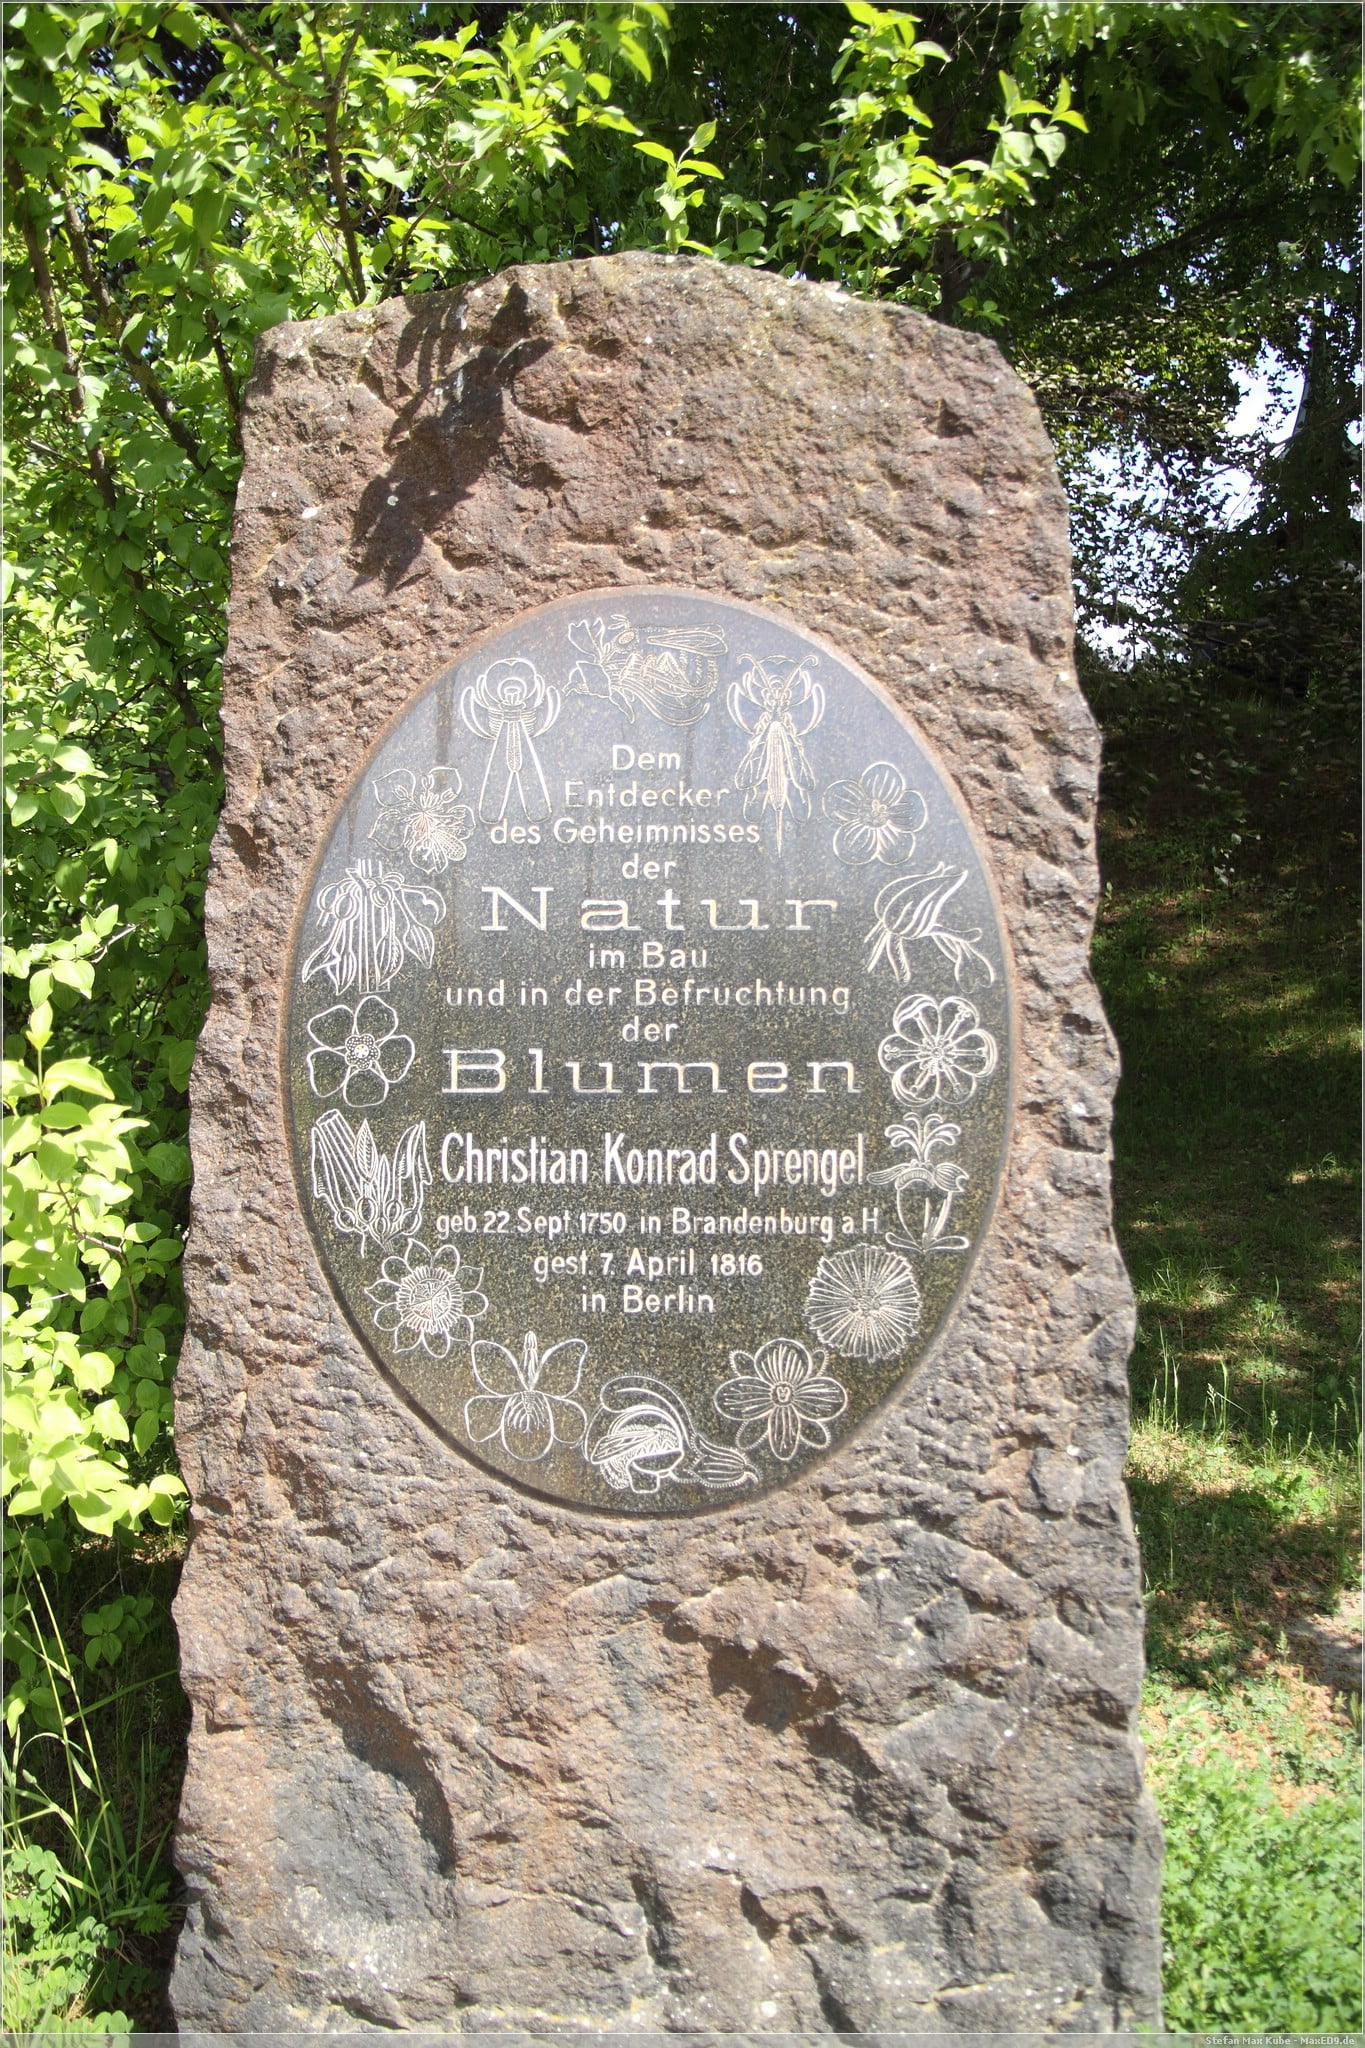 Dem
Entdecker
des Geheimnisses
der
Natur
im Bau
und in der Befruchtung
der
Blumen
Christian Konrad Sprengel
geb. 22 Sept. 1750 in Brandenburg a H
gest. 7. April 1816
in Berlin
Stefan Max Kube - MaxED9.de